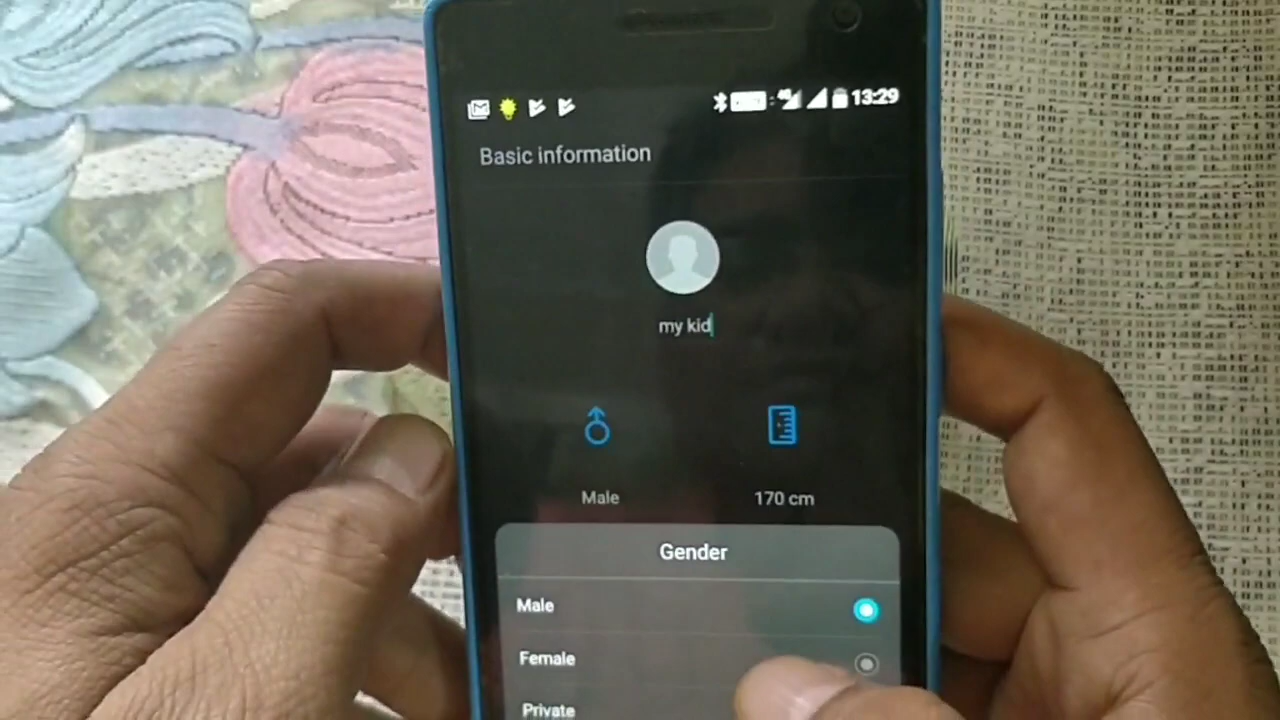 13:29
Basic information
my kid
Male
170 cm
Gender
Male
Female
Private